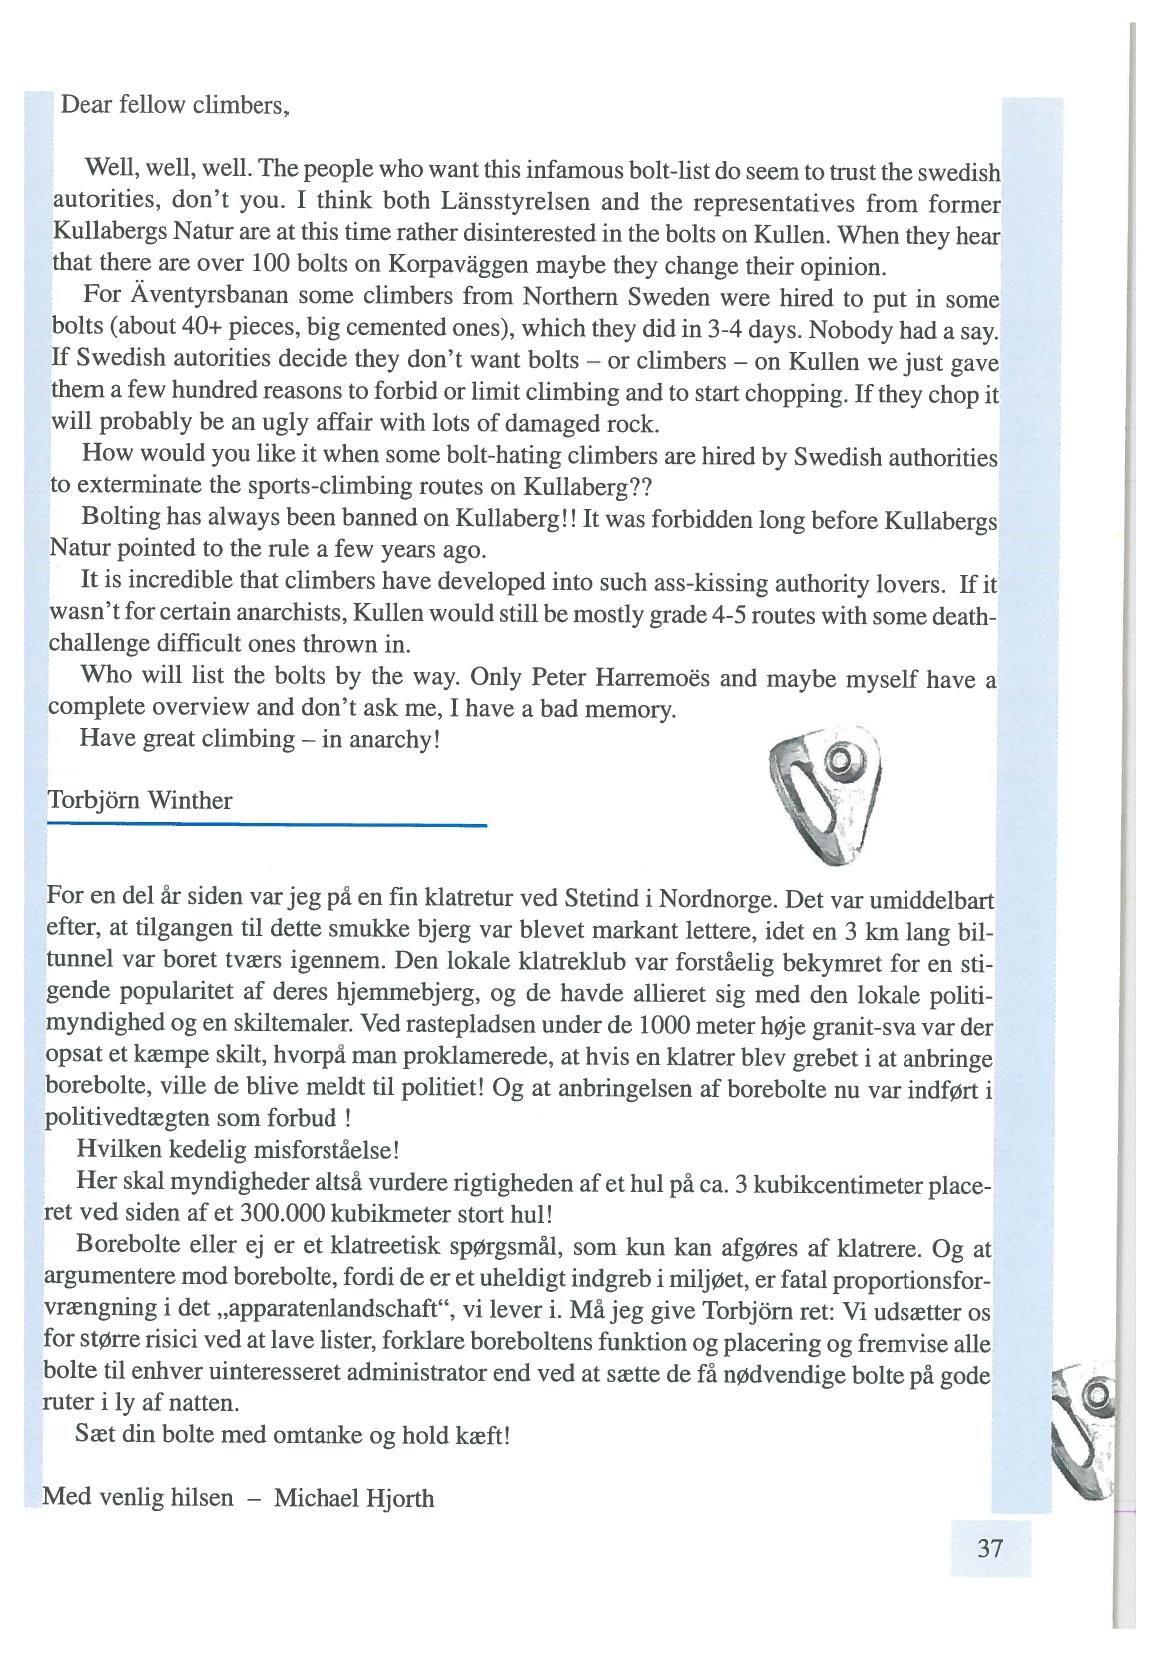 Dear fellow climbers,
Well, well, well. The people who want this infamous bolt-list do seem to trust the swedish
autorities, don't you. I think both Länsstyrelsen and the representatives from former
Kullabergs Natur are at this time rather disinterested in the bolts on Kullen. When they hear
that there are over 100 bolts on Korpaväggen maybe they change their opinion.
For Äventyrsbanan some climbers from Northern Sweden were hired to put in some
bolts (about 40+ pieces, big cemented ones), which they did in 3-4 days. Nobody had a say.
If Swedish autorities decide they don't want bolts – or climbers – on Kullen we just gave
them a few hundred reasons to forbid or limit climbing and to start chopping. If they chop it
will probably be an ugly affair with lots of damaged rock.
How would you like it when some bolt-hating climbers are hired by Swedish authorities
to exterminate the sports-climbing routes on Kullaberg??
Bolting has always been banned on Kullaberg!! It was forbidden long before Kullabergs
Natur pointed to the rule a few years ago.
It is incredible that climbers have developed into such ass-kissing authority lovers. If it
wasn't for certain anarchists, Kullen would still be mostly grade 4-5 routes with some death-
challenge difficult ones thrown in.
Who will list the bolts by the way. Only Peter Harremoës and maybe myself have a
complete overview and don't ask me, I have a bad memory.
Have great climbing – in anarchy!
Torbjörn Winther
For en del år siden var jeg på en fin klatretur ved Stetind i Nordnorge. Det var umiddelbart
efter, at tilgangen til dette smukke bjerg var blevet markant lettere, idet en 3 km lang bil-
tunnel var boret tværs igennem. Den lokale klatreklub var forståelig bekymret for en sti-
gende popularitet af deres hjemmebjerg, og de havde allieret sig med den lokale politi-
myndighed og en skiltemaler. Ved rastepladsen under de 1000 meter høje granit-sva var der
opsat et kæmpe skilt, hvorpå man proklamerede, at hvis en klatrer blev grebet i at anbringe
borebolte, ville de blive meldt til politiet! Og at anbringelsen af borebolte nu var indført i
politivedtægten som forbud !
Hvilken kedelig misforståelse!
Her skal myndigheder altså vurdere rigtigheden af et hul på ca. 3 kubikcentimeter place-
ret ved siden af et 300.000 kubikmeter stort hul!
Borebolte eller ej er et klatreetisk spørgsmål, som kun kan afgøres af klatrere. Og at
argumentere mod borebolte, fordi de er et uheldigt indgreb i miljøet, er fatal proportionsfor-
vrængning i det „apparatenlandschaft“, vi lever i. Må jeg give Torbjörn ret: Vi udsætter os
for større risici ved at lave lister, forklare boreboltens funktion og placering og fremvise alle
bolte til enhver uinteresseret administrator end ved at sætte de få nødvendige bolte på gode
ruter i ly af natten.
Sæt din bolte med omtanke og hold kæft!
Med venlig hilsen – Michael Hjorth
37